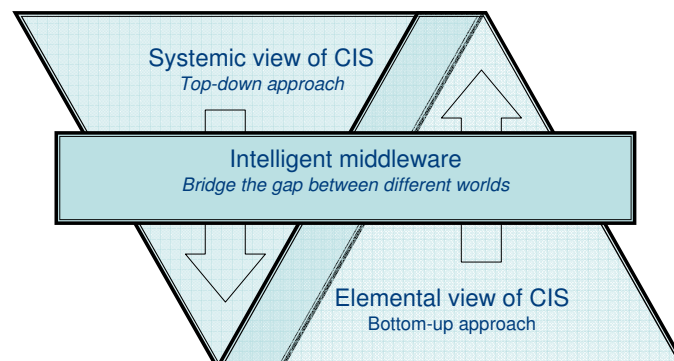 Systemic view of CIS
Top-down approach
Intelligent middleware
Bridge the gap between different worlds
Elemental view of CIS
Bottom-up approach